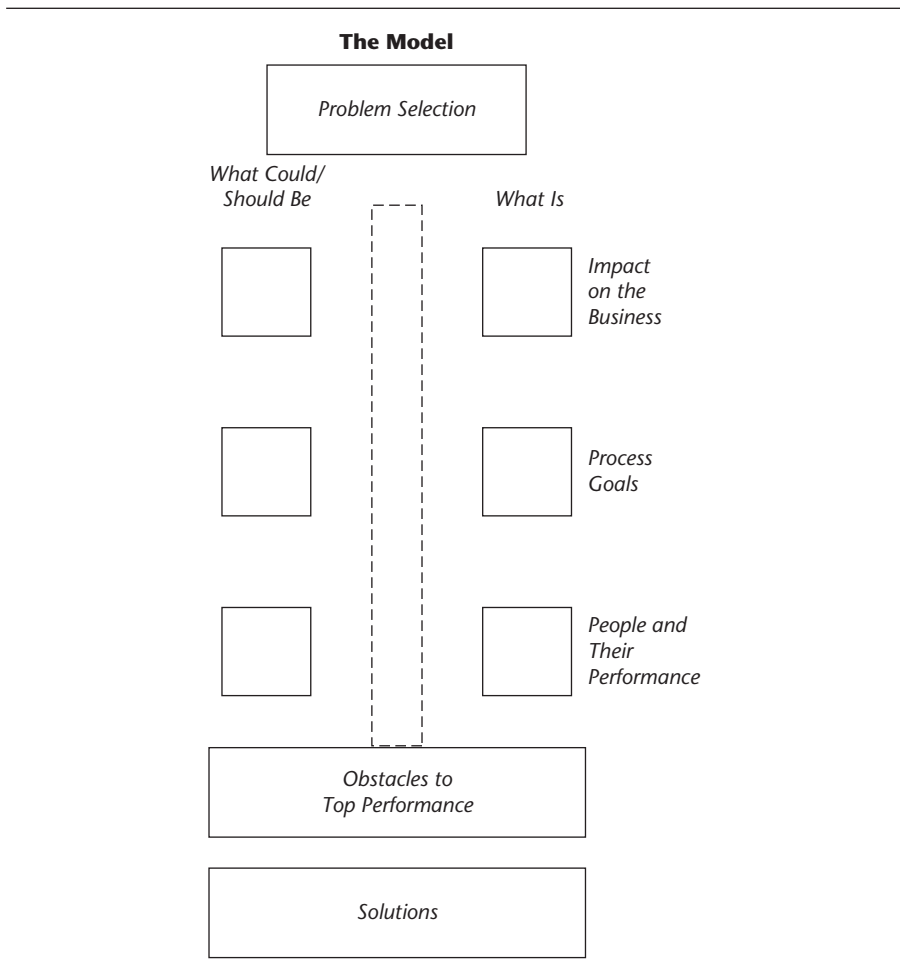 The Model
Problem Selection
What Could/
Should Be
What Is
Impact
on the
Business
Process
Goals
People and
Their
Performance
Obstacles to
Top Performance
Solutions